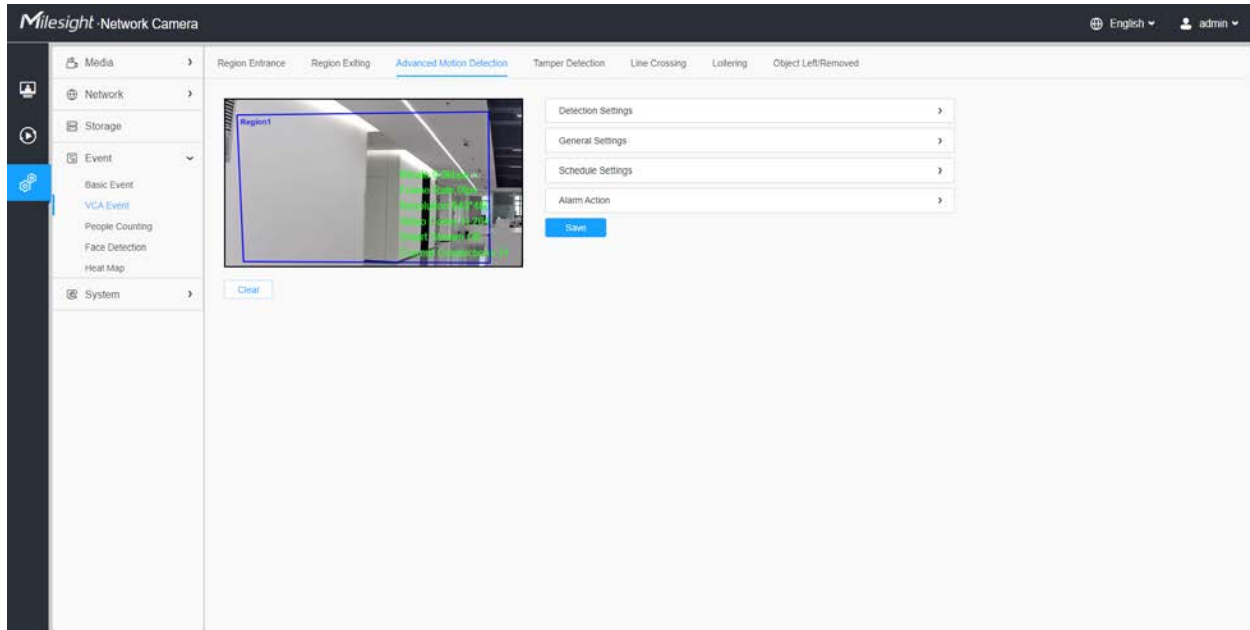 Milesight Network Camera
English
admin
Media
Network
Storage
Event
Basic Event
VCA Event
People Counting
Face Detection
Heat Map
System
Region Entrance Region Exiting Advanced Motion Detection Tamper Detection Line Crossing Loitering Object Left/Removed
Region1
Detection Settings
General Settings
Schedule Settings
Alarm Action
Save
Clear